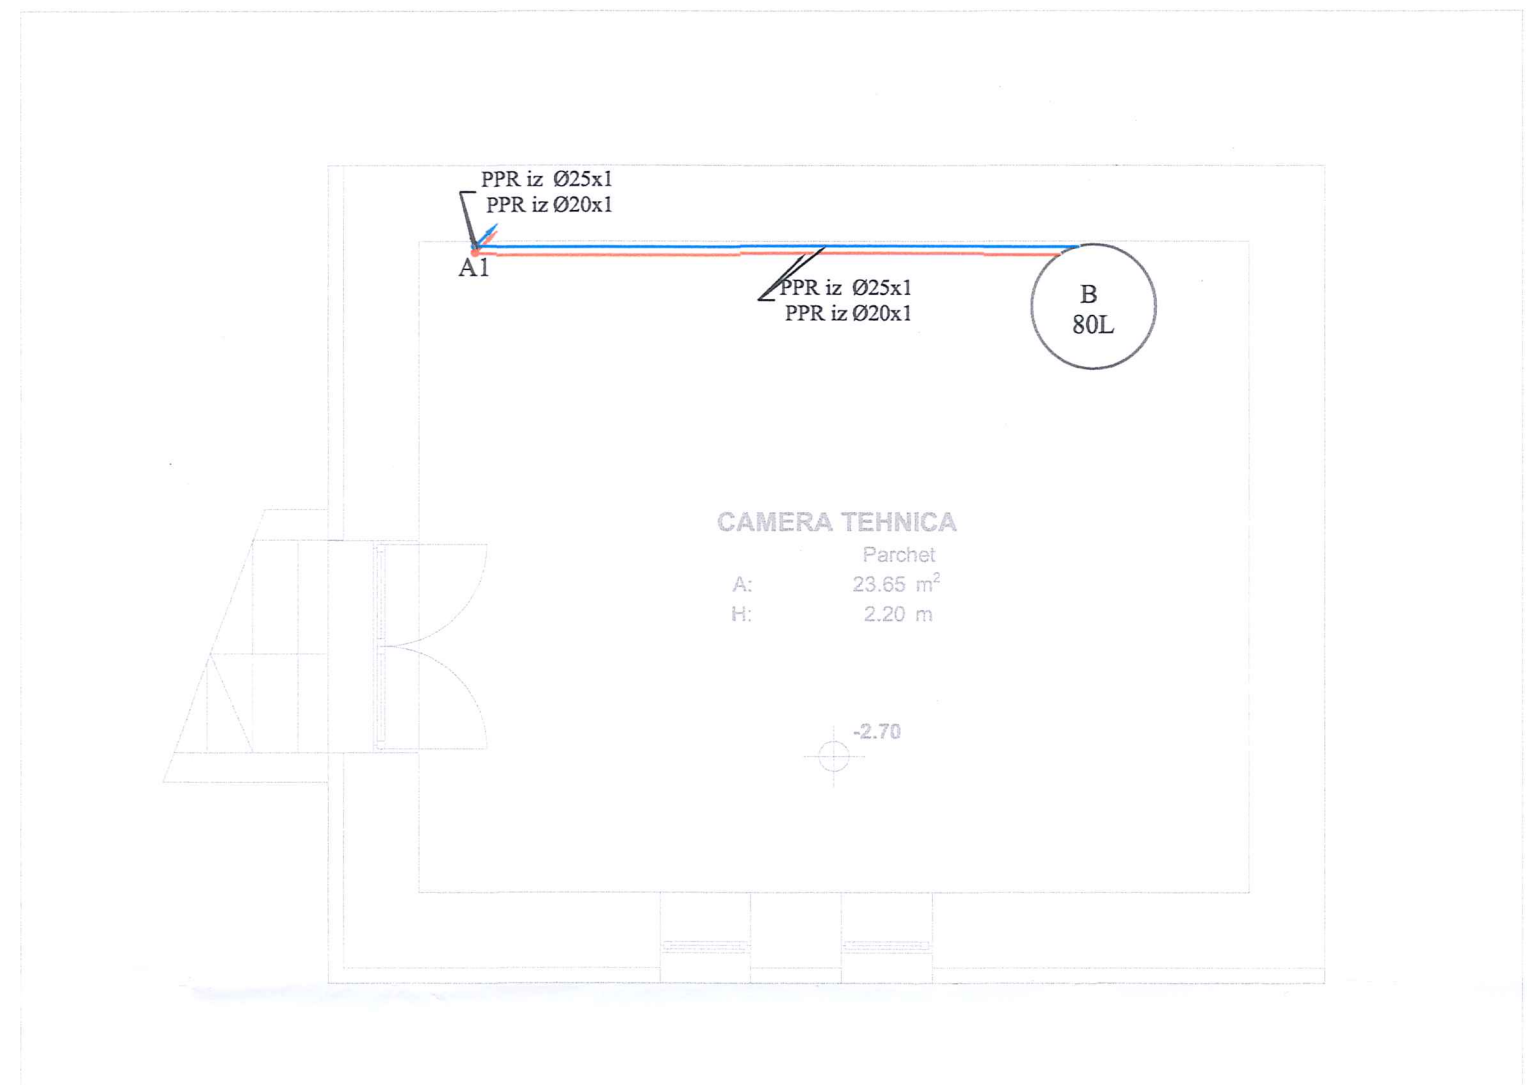 PPR iz Ø25x1
PPR iz Ø20x1
A1
PPR iz Ø25x1
PPR iz Ø20x1
B
80L
CAMERA TEHNICA
Parchet
A: 23.65 m²
H: 2.20 m
-2.70